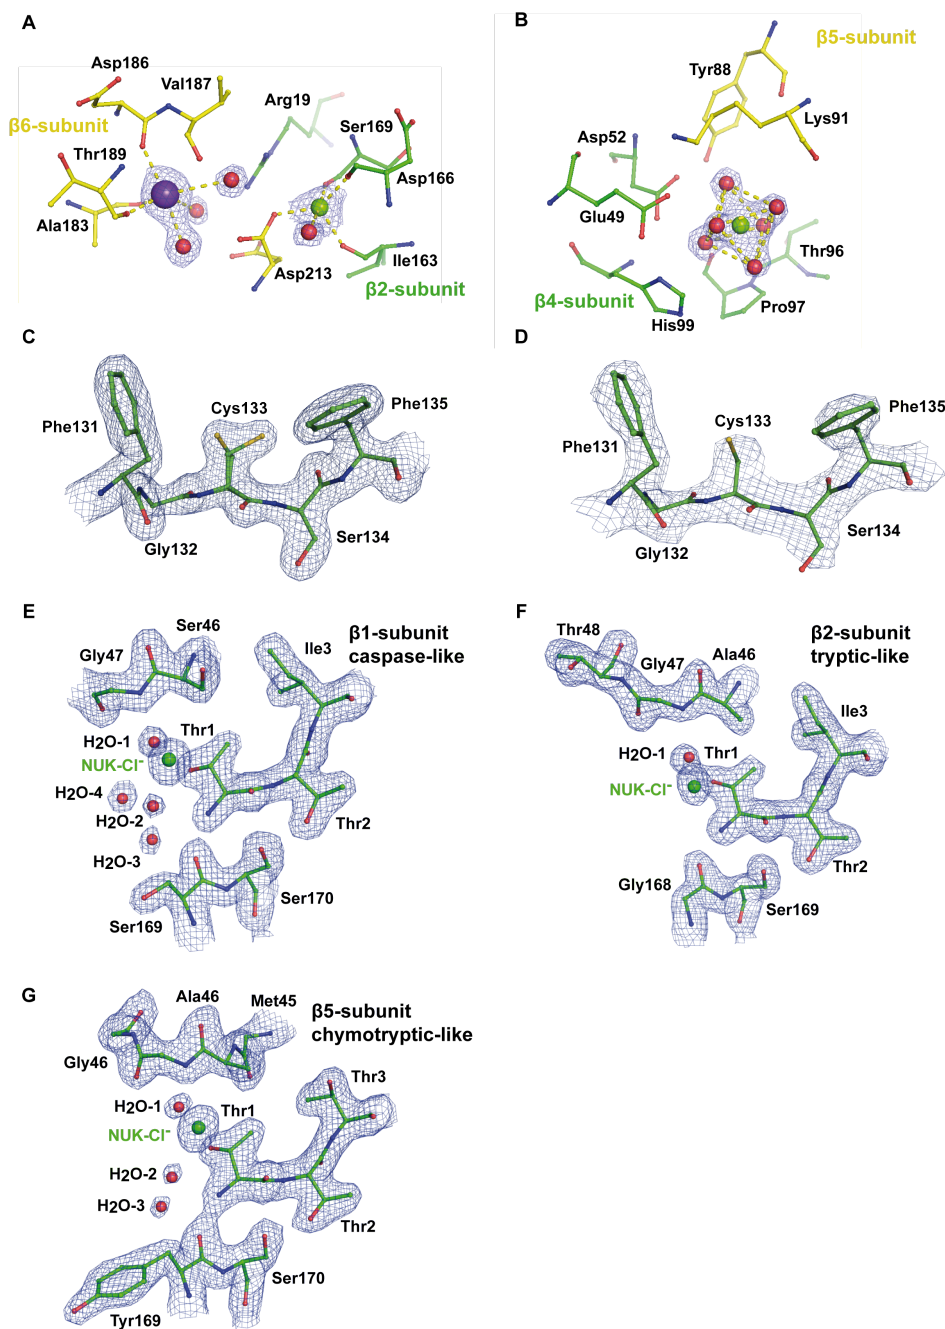 A
Asp186
Val187
β6-subunit
Arg19
Ser169
Thr189
Asp166
Ala183
Asp213
Ile163
β2-subunit
B
β5-subunit
Tyr88
Lys91
Asp52
Glu49
Thr96
β4-subunit
Pro97
His99
C
Cys133
Phe135
Phe131
Ser134
Gly132
D
Phe135
Cys133
Phe131
Ser134
Gly132
E
Ser46
β1-subunit
caspase-like
Ile3
Gly47
H2O-1
Thr1
NUK-Cl⁻
H2O-4
H2O-2
Thr2
H2O-3
Ser170
Ser169
F
β2-subunit
tryptic-like
Thr48
Gly47
Ala46
Ile3
H2O-1
Thr1
NUK-Cl⁻
Thr2
Gly168
Ser169
G
Ala46
Met45
β5-subunit
chymotryptic-like
Gly46
Thr3
H2O-1
Thr1
NUK-Cl⁻
H2O-2
H2O-3
Thr2
Ser170
Tyr169